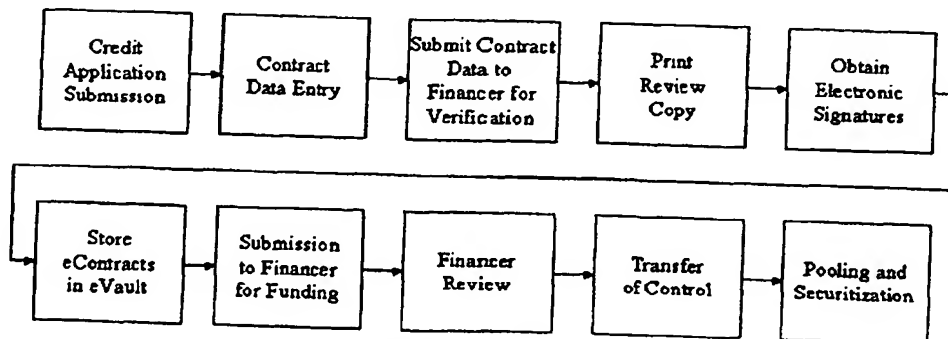 Credit
Application
Submission
Contract
Data Entry
Submit Contract
Data to
Financer for
Verification
Print
Review
Copy
Obtain
Electronic
Signatures
Store
eContracts
in eVault
Submission
to Financer
for Funding
Financer
Review
Transfer
of Control
Pooling and
Securitization